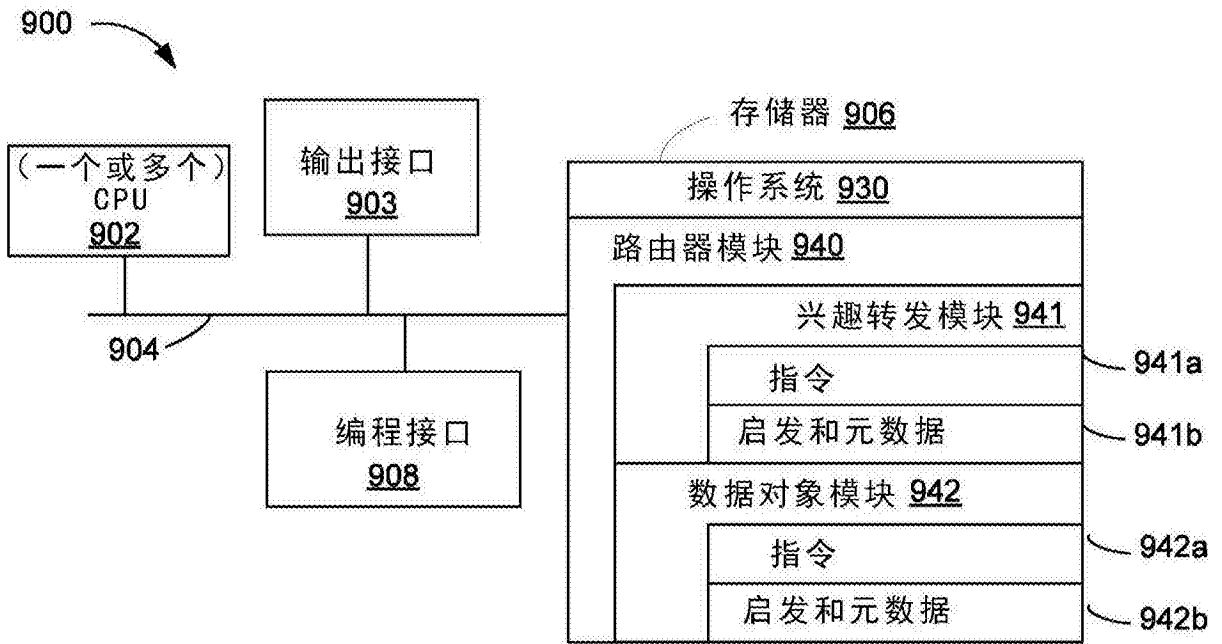 900
(一个或多个)
CPU
902
输出接口
903
904
编程接口
908
存储器 906
操作系统 930
路由器模块 940
兴趣转发模块 941
指令
941a
启发和元数据
941b
数据对象模块 942
指令
942a
启发和元数据
942b